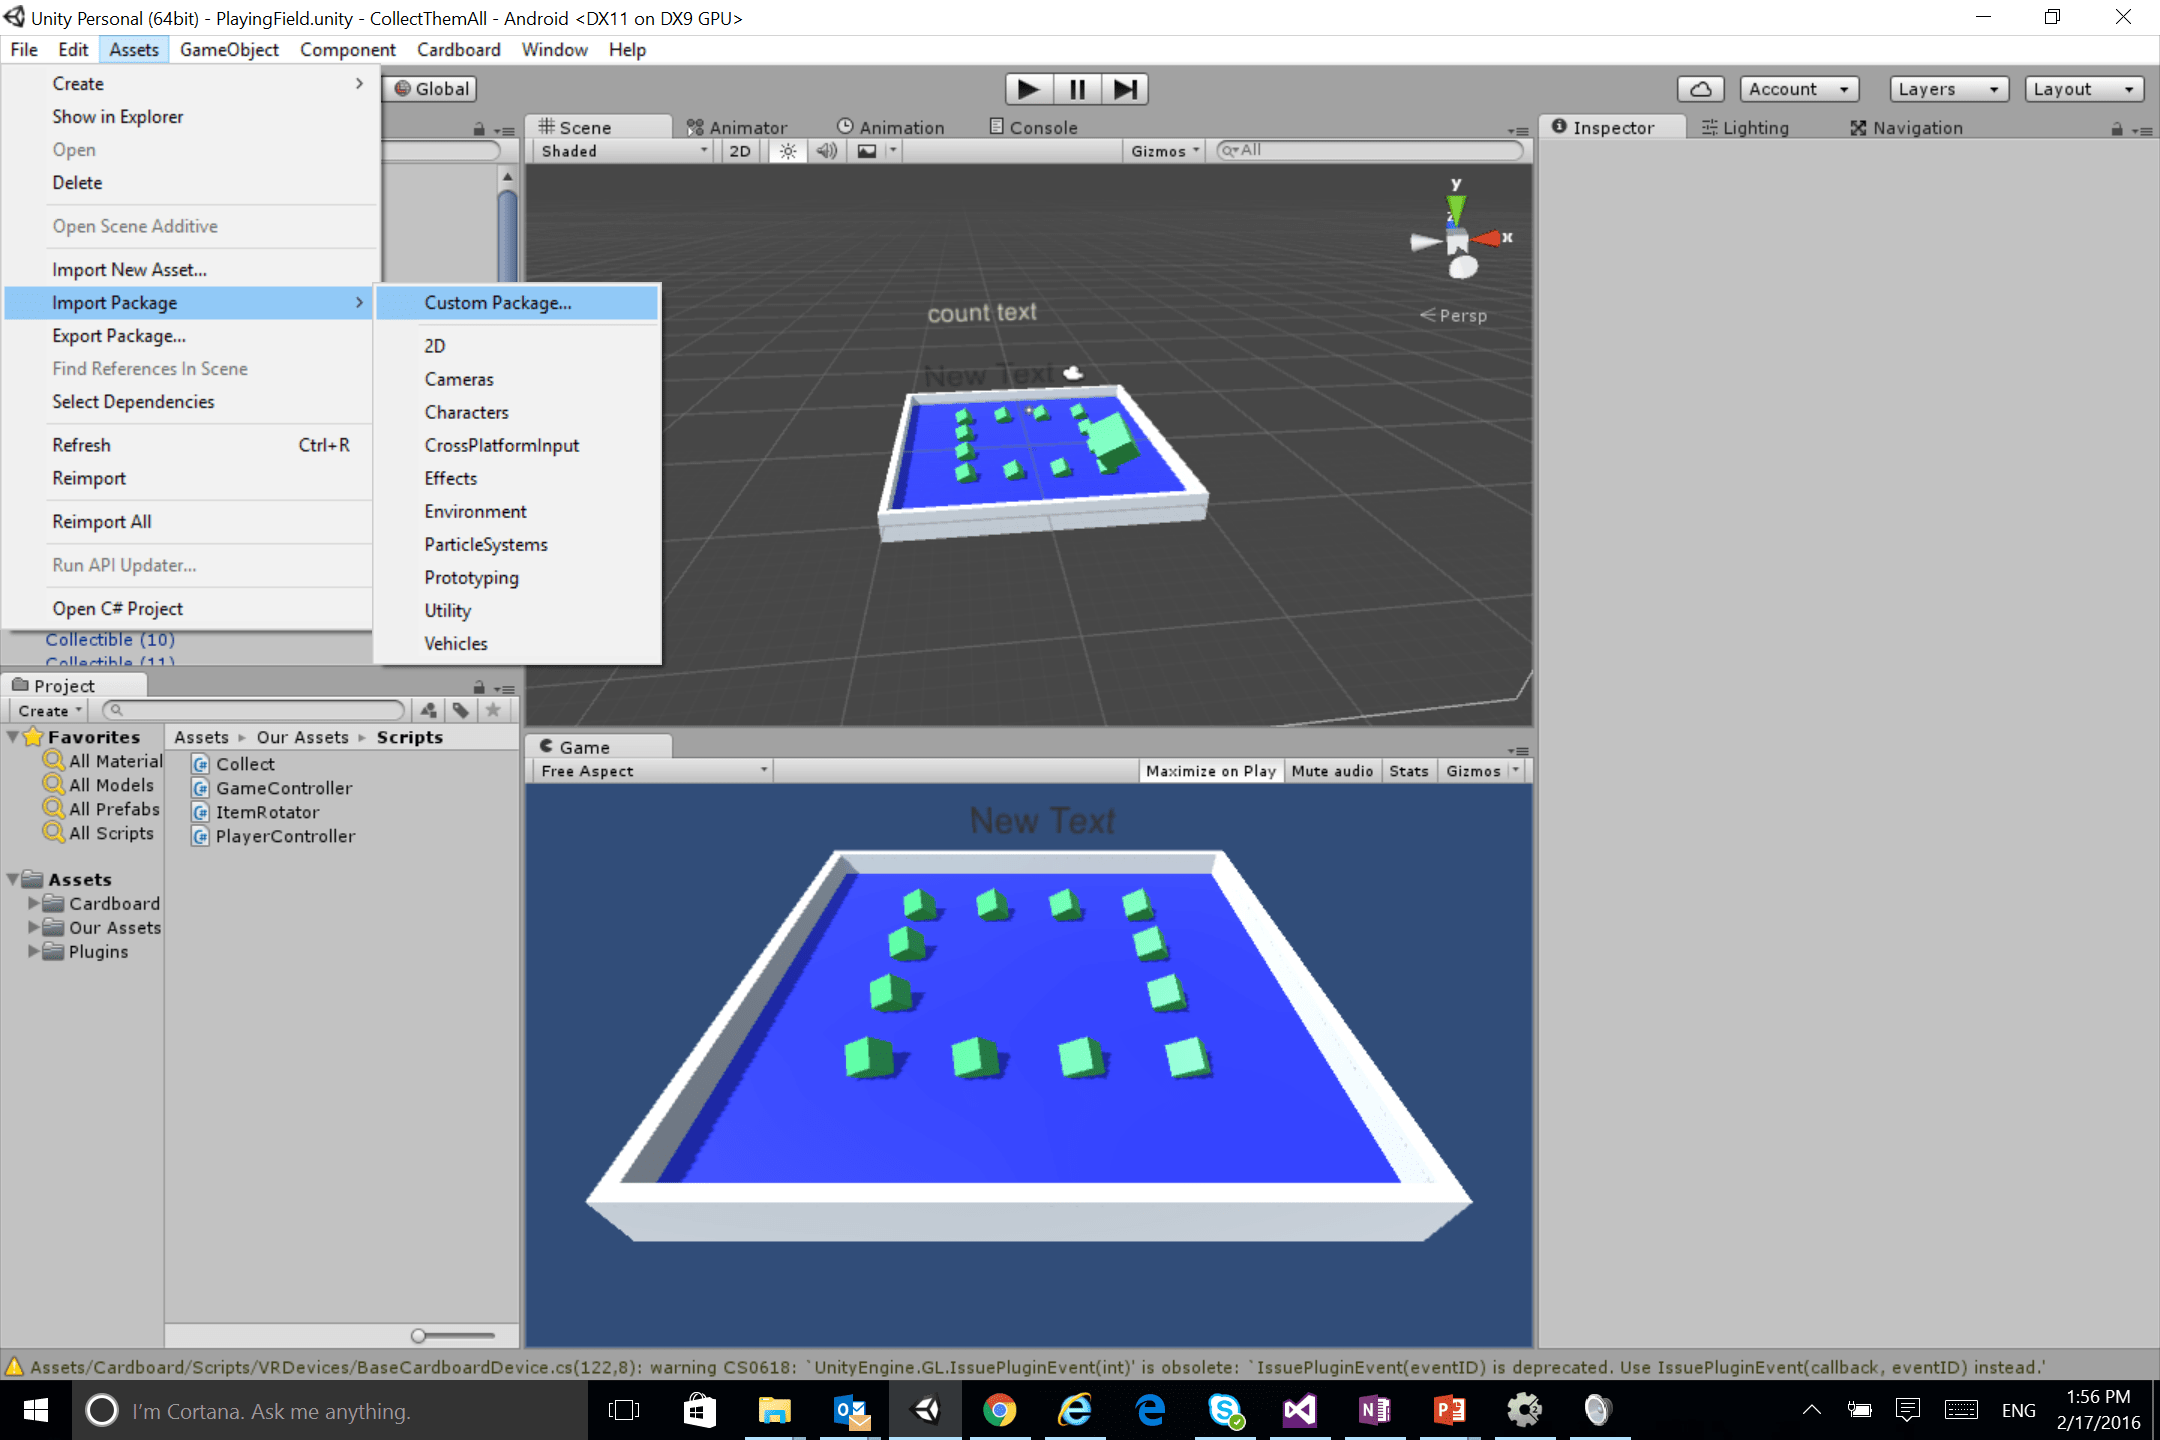 Unity Personal (64bit) - PlayingField.unity - CollectThemAll - Android <DX11 on DX9 GPU>
File Edit Assets GameObject Component Cardboard Window Help
Create
Show in Explorer
Open
Delete
Open Scene Additive
Import New Asset...
Import Package
Export Package...
Find References In Scene
Select Dependencies
Refresh Ctrl+R
Reimport
Reimport All
Run API Updater...
Open C# Project
Custom Package...
2D
Cameras
Characters
CrossPlatformInput
Effects
Environment
ParticleSystems
Prototyping
Utility
Vehicles
Global
Account Layers Layout
Scene Animator Animation Console
Shaded 2D Gizmos All
y
z
x
Persp
count text
New Text
Inspector Lighting Navigation
Collectible (10)
Collectible (11)
Project
Create
Favorites
All Material
All Models
All Prefabs
All Scripts
Assets
Cardboard
Our Assets
Plugins
Assets Our Assets Scripts
Collect
GameController
ItemRotator
PlayerController
Game
Free Aspect Maximize on Play Mute audio Stats Gizmos
New Text
Assets/Cardboard/Scripts/VRDevices/BaseCardboardDevice.cs(122,8): warning CS0618: `UnityEngine.GL.IssuePluginEvent(int)' is obsolete: `IssuePluginEvent(eventID) is deprecated. Use IssuePluginEvent(callback, eventID) instead.'
I'm Cortana. Ask me anything.
ENG
1:56 PM
2/17/2016